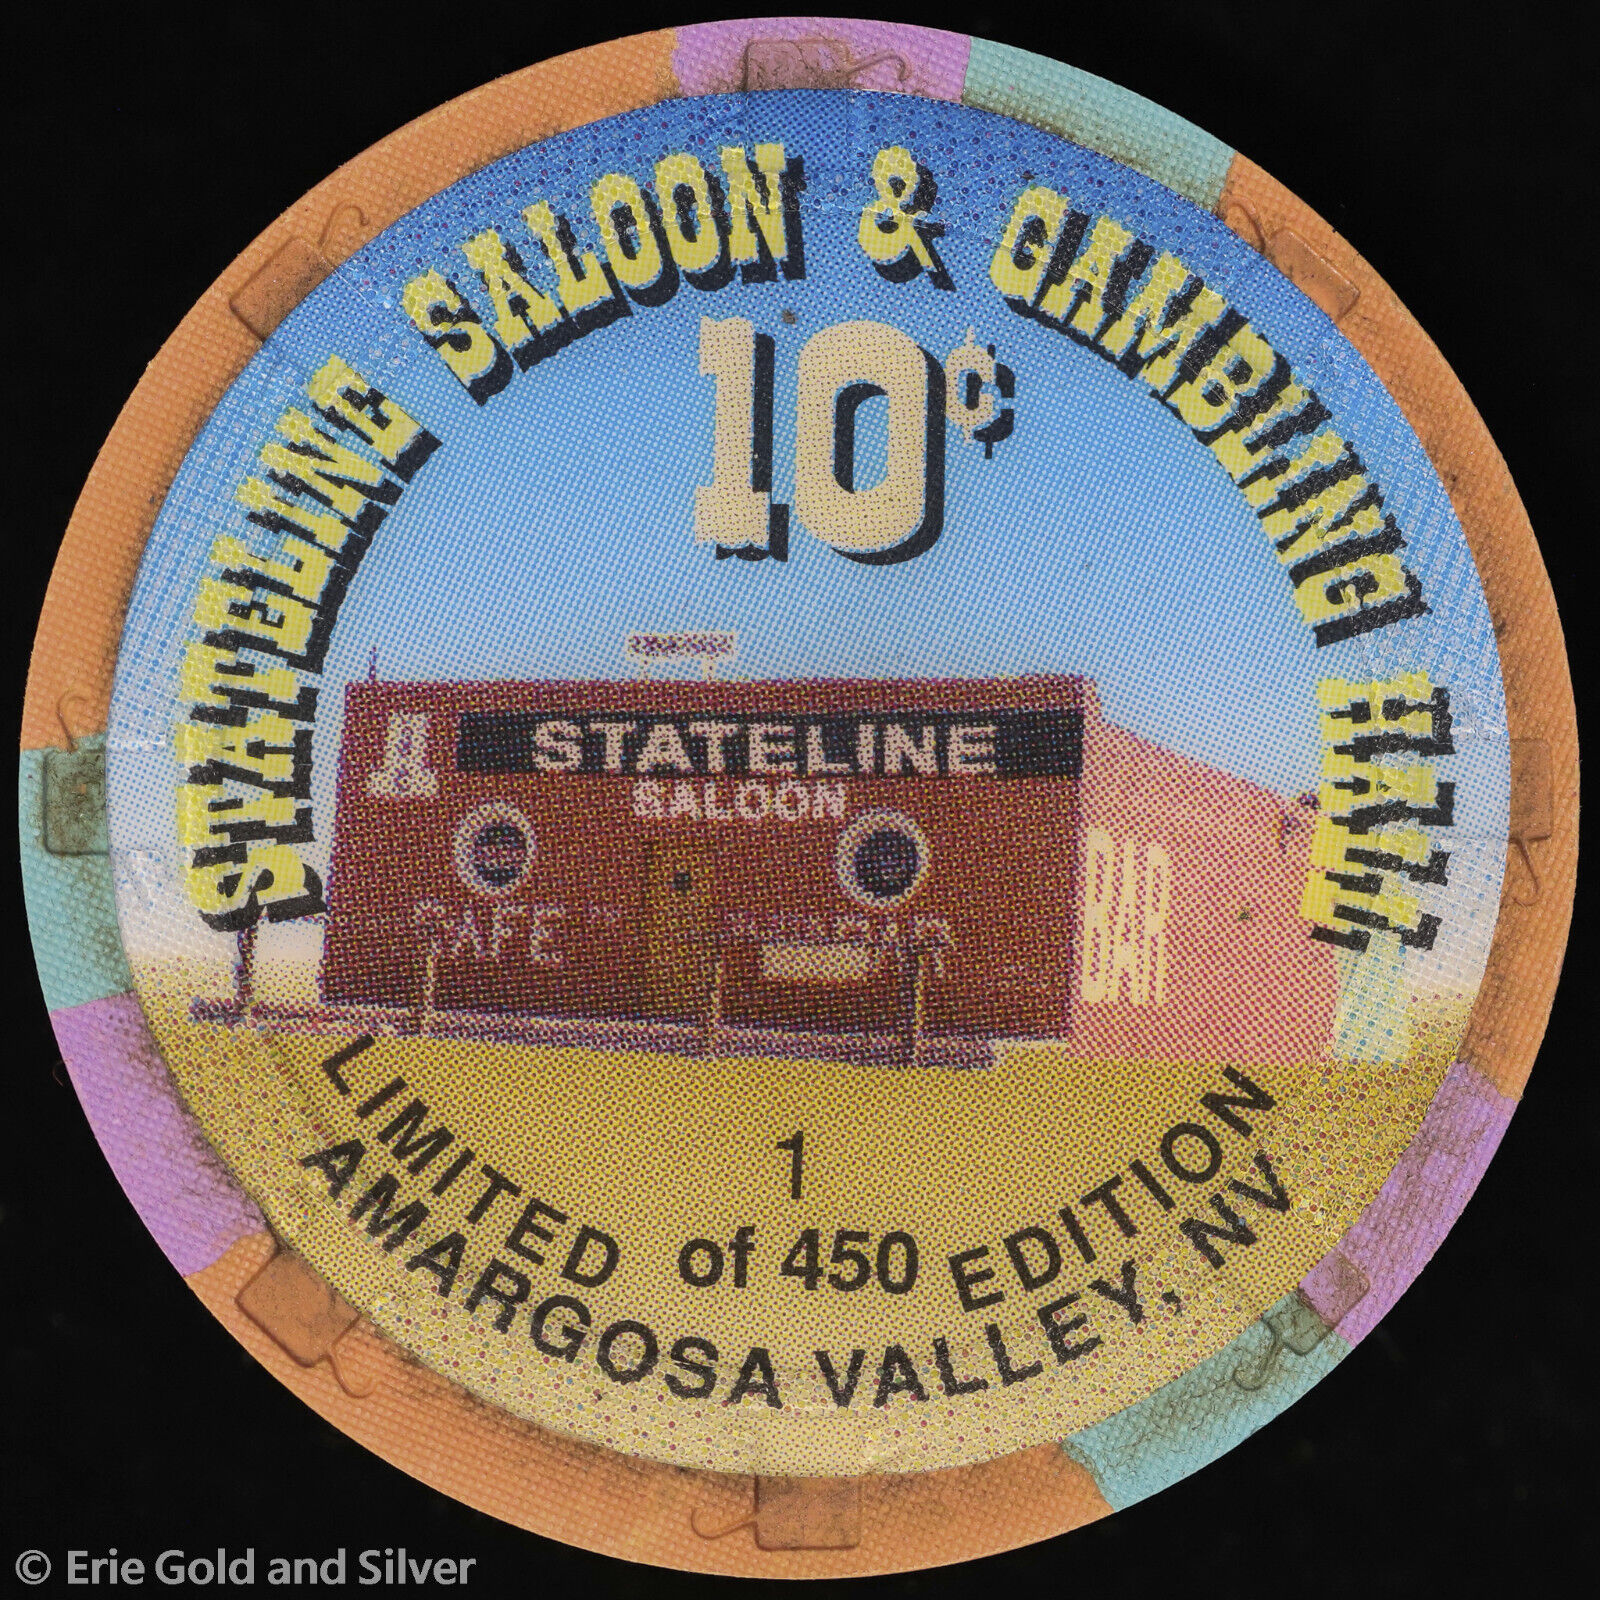 STATELINE SALOON & GAMBLING HALL
10¢
STATELINE
SALOON
CAFE
BAR
1
LIMITED of 450 EDITION
AMARGOSA VALLEY, NV
© Erie Gold and Silver